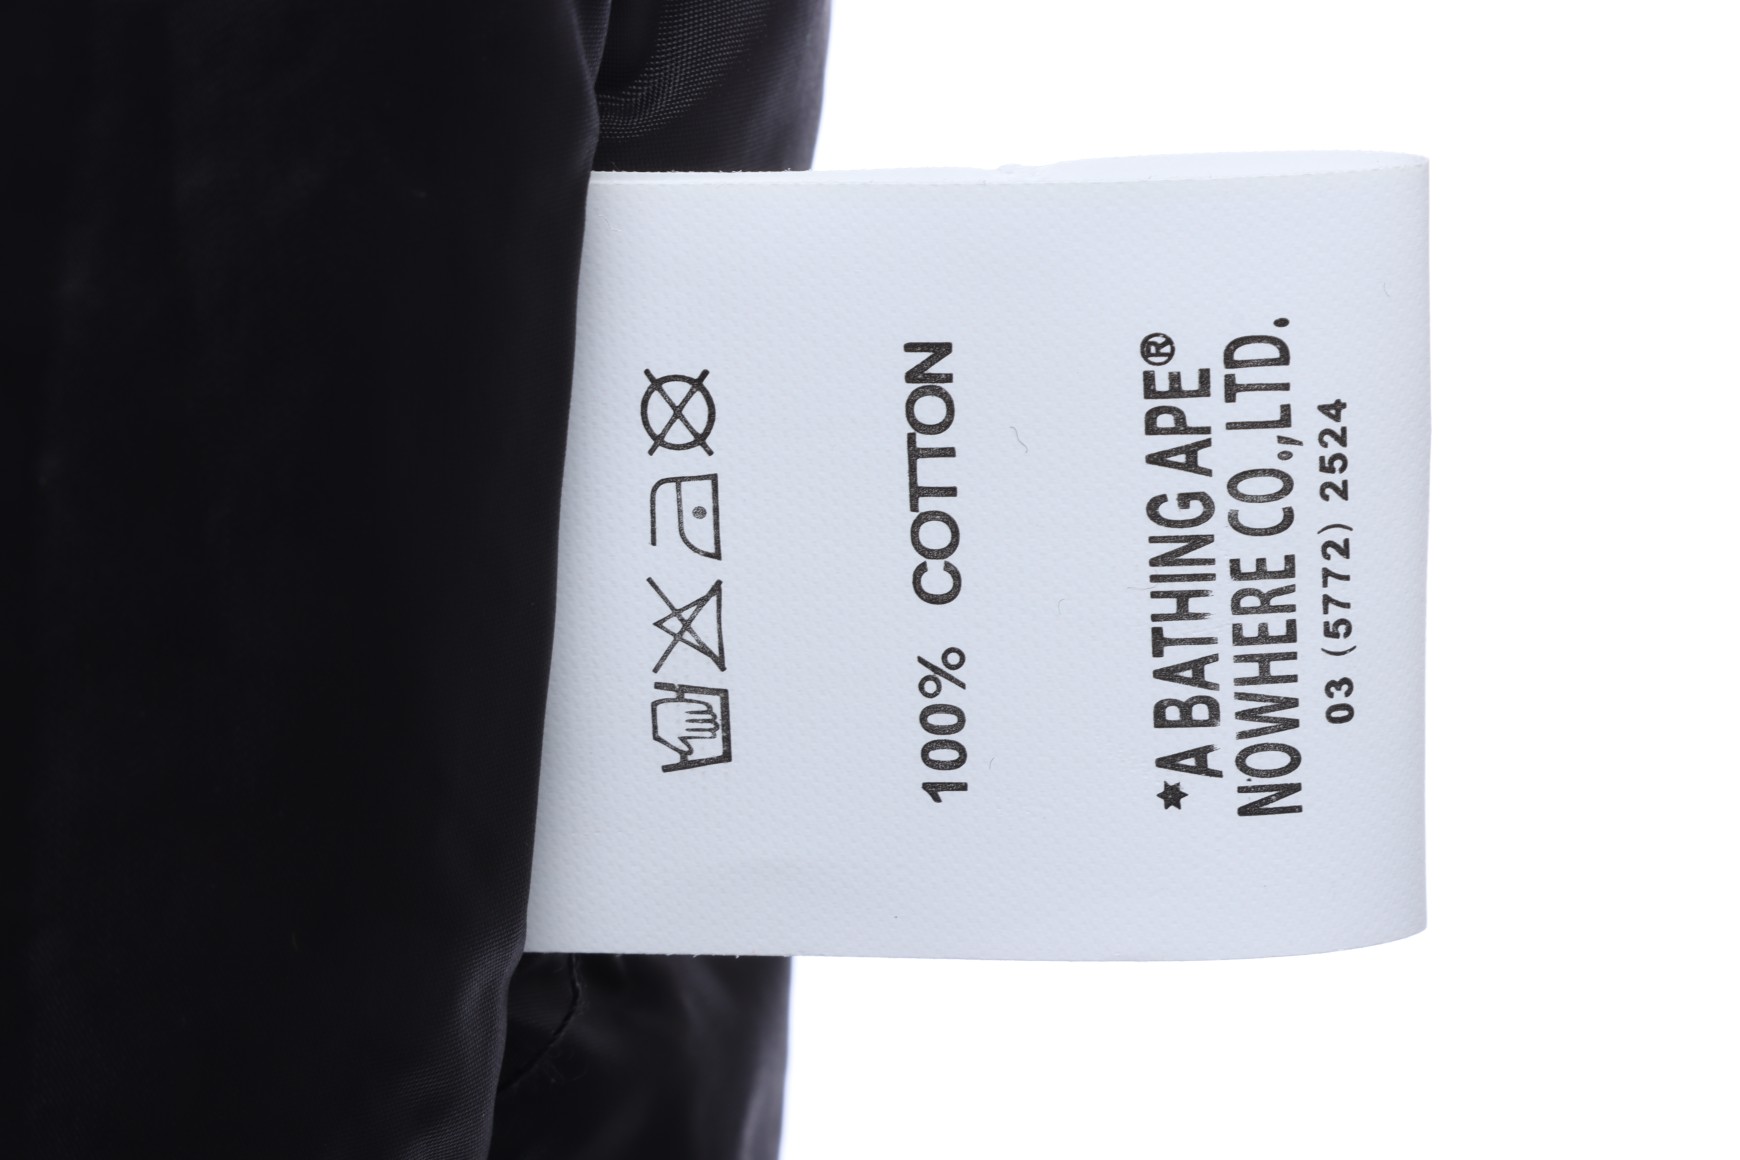 100% COTTON
*A BATHING APE®
NOWHERE CO.,LTD.
03 (5772) 2524